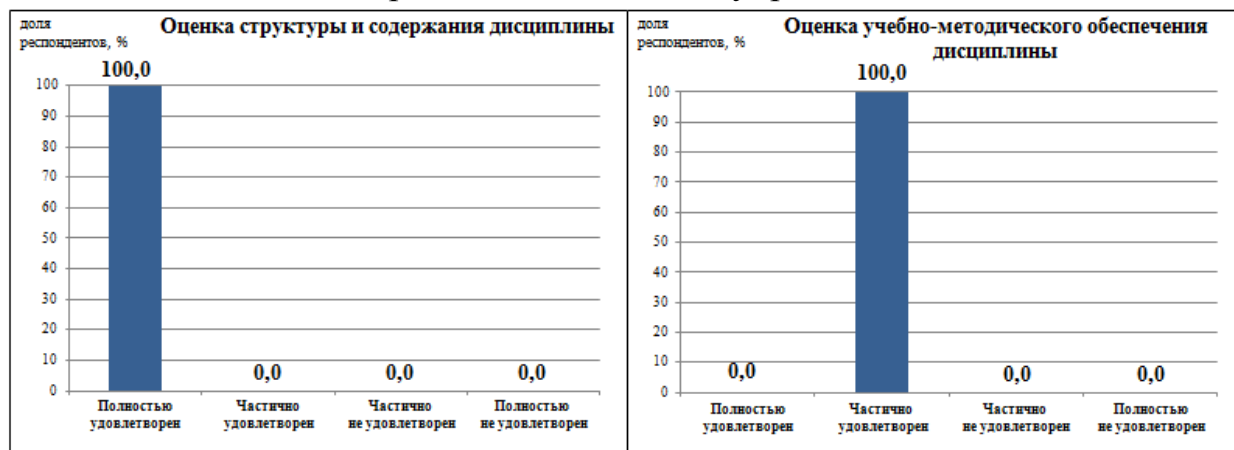 доля
респондентов, %
Оценка структуры и содержания дисциплины
100,0
100
90
80
70
60
50
40
30
20
10
0
0,0
0,0
0,0
Полностью
удовлетворен
Частично
удовлетворен
Частично
не удовлетворен
Полностью
не удовлетворен
доля
респондентов, %
Оценка учебно-методического обеспечения
дисциплины
100,0
100
90
80
70
60
50
40
30
20
10
0
0,0
0,0
0,0
Полностью
удовлетворен
Частично
удовлетворен
Частично
не удовлетворен
Полностью
не удовлетворен